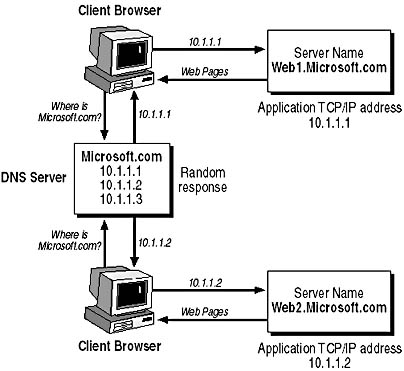 Client Browser
10.1.1.1
Web Pages
Server Name
Web1.Microsoft.com
Application TCP/IP address
10.1.1.1
Where is
Microsoft.com?
10.1.1.1
DNS Server
Microsoft.com
10.1.1.1
10.1.1.2
10.1.1.3
Random
response
Where is
Microsoft.com?
10.1.1.2
10.1.1.2
Web Pages
Server Name
Web2.Microsoft.com
Client Browser
Application TCP/IP address
10.1.1.2